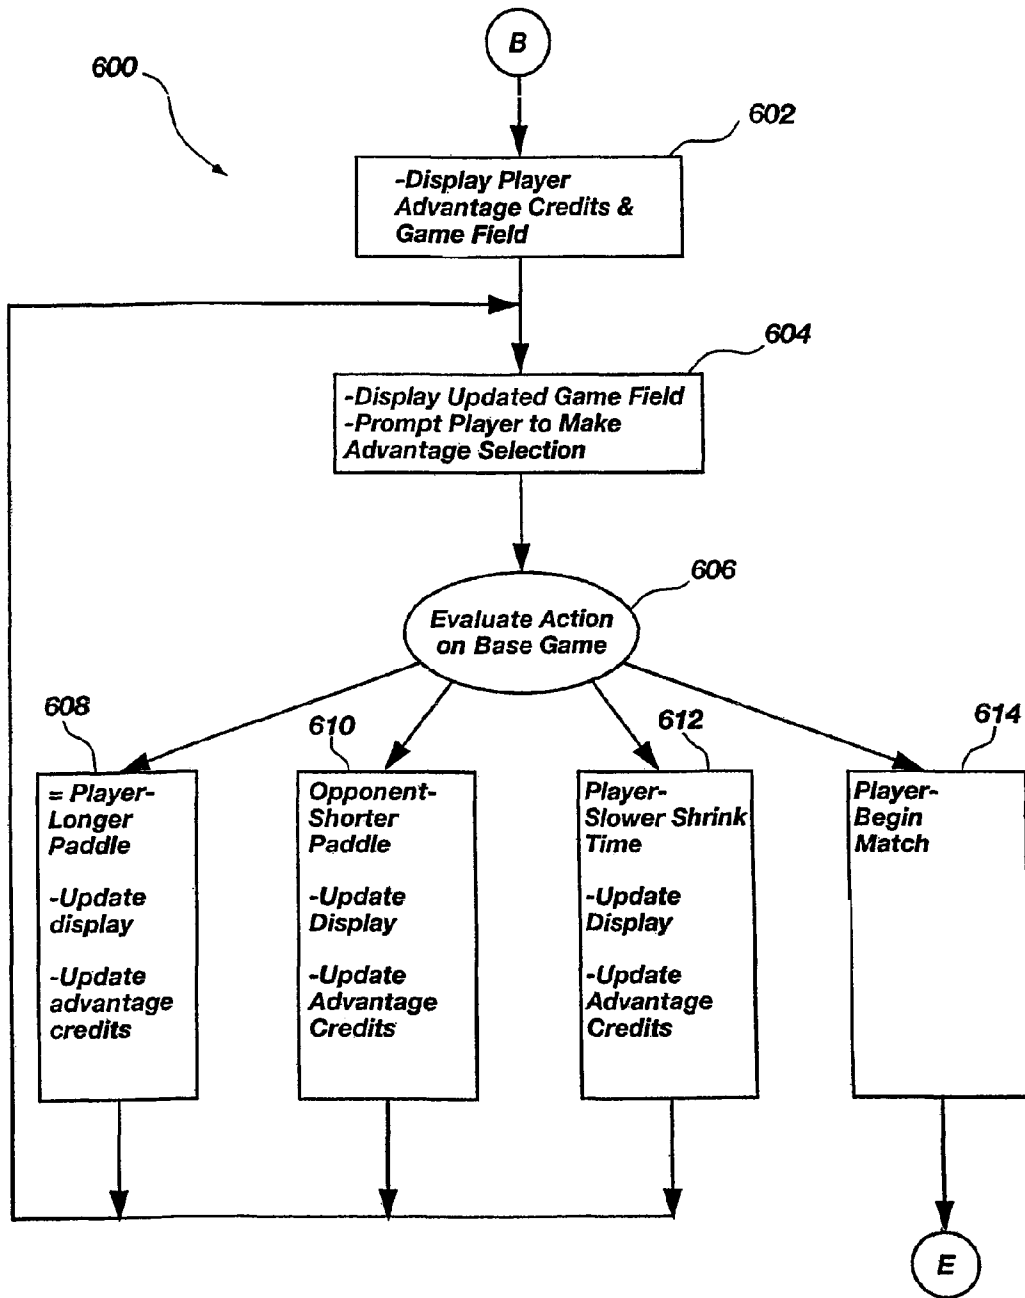 B
600
602
-Display Player
Advantage Credits &
Game Field
604
-Display Updated Game Field
-Prompt Player to Make
Advantage Selection
606
Evaluate Action
on Base Game
608
= Player-
Longer
Paddle
-Update
display
-Update
advantage
credits
610
Opponent-
Shorter
Paddle
-Update
Display
-Update
Advantage
Credits
612
Player-
Slower Shrink
Time
-Update
Display
-Update
Advantage
Credits
614
Player-
Begin
Match
E